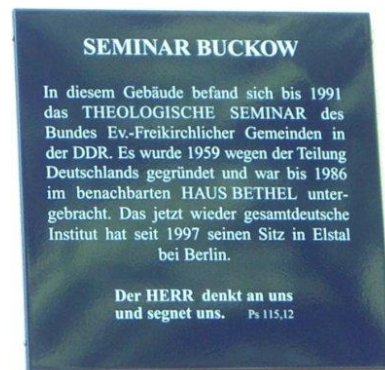 SEMINAR BUCKOW
In diesem Gebäude befand sich bis 1991
das THEOLOGISCHE SEMINAR des
Bundes Ev.-Freikirchlicher Gemeinden in
der DDR. Es wurde 1959 wegen der Teilung
Deutschlands gegründet und war bis 1986
im benachbarten HAUS BETHEL unter-
gebracht. Das jetzt wieder gesamtdeutsche
Institut hat seit 1997 seinen Sitz in Elstal
bei Berlin.
Der HERR denkt an uns
und segnet uns. Ps 115,12